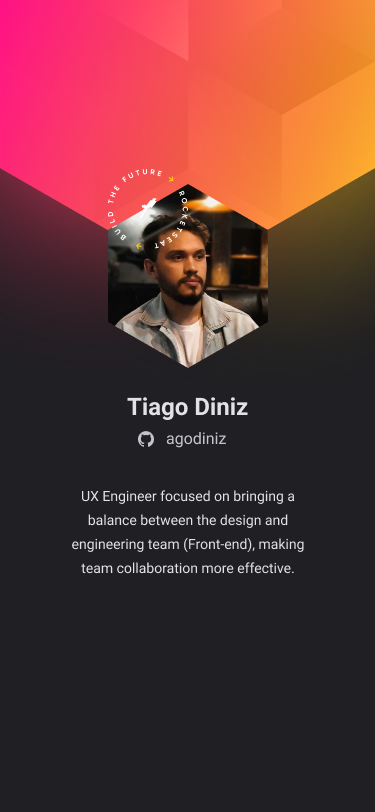 BUILD THE FUTURE
ROCKETSEAT
Tiago Diniz
agodiniz
UX Engineer focused on bringing a
balance between the design and
engineering team (Front-end), making
team collaboration more effective.